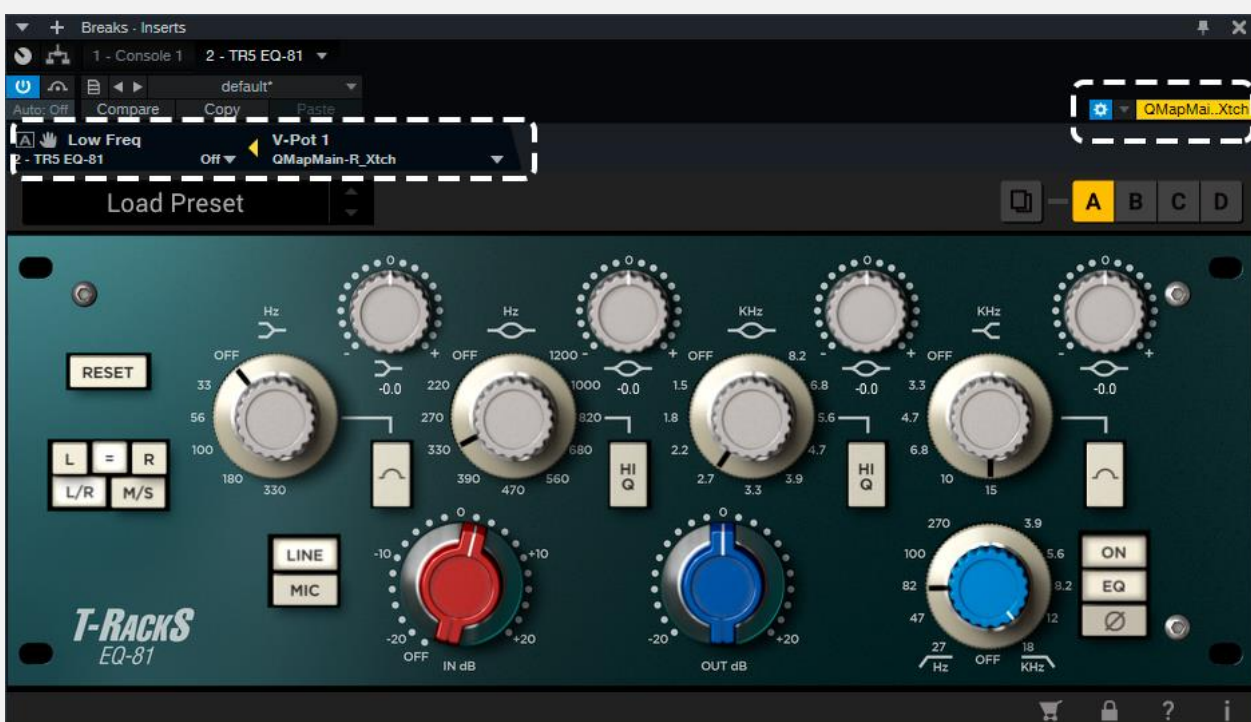 Breaks - Inserts
1 - Console 1 2 - TR5 EQ-81
default*
Auto: Off Compare Copy Paste
QMapMai..Xtch
A Low Freq V-Pot 1
2 - TR5 EQ-81 Off QMapMain-R_Xtch
Load Preset
A B C D
0 0 0 0
Hz Hz KHz KHz
- + - + - + - +
OFF OFF 1200 OFF 8.2 OFF
RESET
33 -0.0 220 1000 -0.0 1.5 6.8 -0.0 3.3 -0.0
56 270 820 1.8 5.6 4.7
100 330 680 2.2 4.7 6.8
L = R
HI Q HI Q
180 330 390 470 560 2.7 3.3 3.9 10 15
L/R M/S
0 0
270 3.9
LINE -10 +10 100 5.6 ON
MIC 82 8.2 EQ
47 12 Ø
T-RACKS
EQ-81
-20 +20 -20 +20
OFF
27 OFF 18
IN dB OUT dB Hz KHz
? i